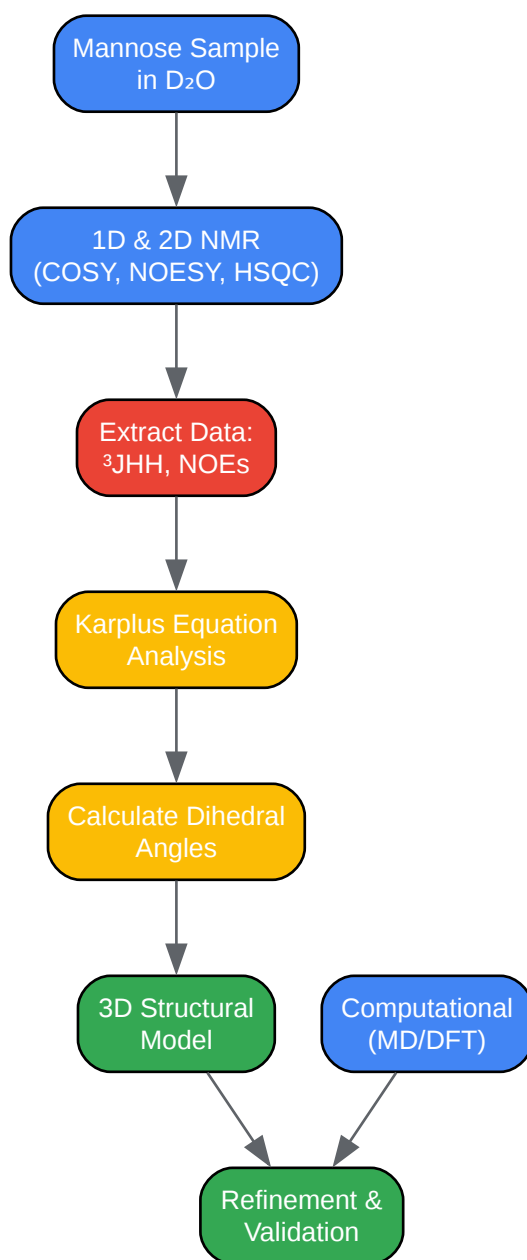 Mannose Sample
in D₂O
1D & 2D NMR
(COSY, NOESY, HSQC)
Extract Data:
³JHH, NOEs
Karplus Equation
Analysis
Calculate Dihedral
Angles
3D Structural
Model
Computational
(MD/DFT)
Refinement &
Validation